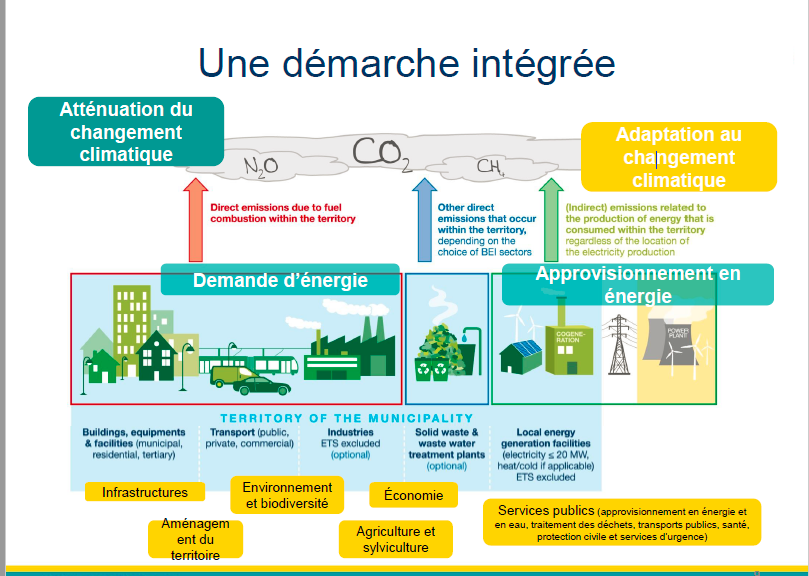 Une démarche intégrée
Atténuation du
changement
climatique
Adaptation au
changement
climatique
N2O
CO2
CH4
Direct emissions due to fuel
combustion within the territory
Other direct
emissions that occur
within the territory,
depending on the
choice of BEI sectors
(Indirect) emissions related to
the production of energy that is
consumed within the territory
regardless of the location of
the electricity production
Demande d'énergie
Approvisionnement en
énergie
COGENE-
RATION
POWER
PLANT
TERRITORY OF THE MUNICIPALITY
Buildings, equipments
& facilities (municipal,
residential, tertiary)
Transport (public,
private, commercial)
Industries
ETS excluded
(optional)
Solid waste &
waste water
treatment plants
(optional)
Local energy
generation facilities
(electricity ≤ 20 MW,
heat/cold if applicable)
ETS excluded
Infrastructures
Environnement
et biodiversité
Économie
Aménagem
ent du
territoire
Agriculture et
sylviculture
Services publics (approvisionnement en énergie et
en eau, traitement des déchets, transports publics, santé,
protection civile et services d'urgence)